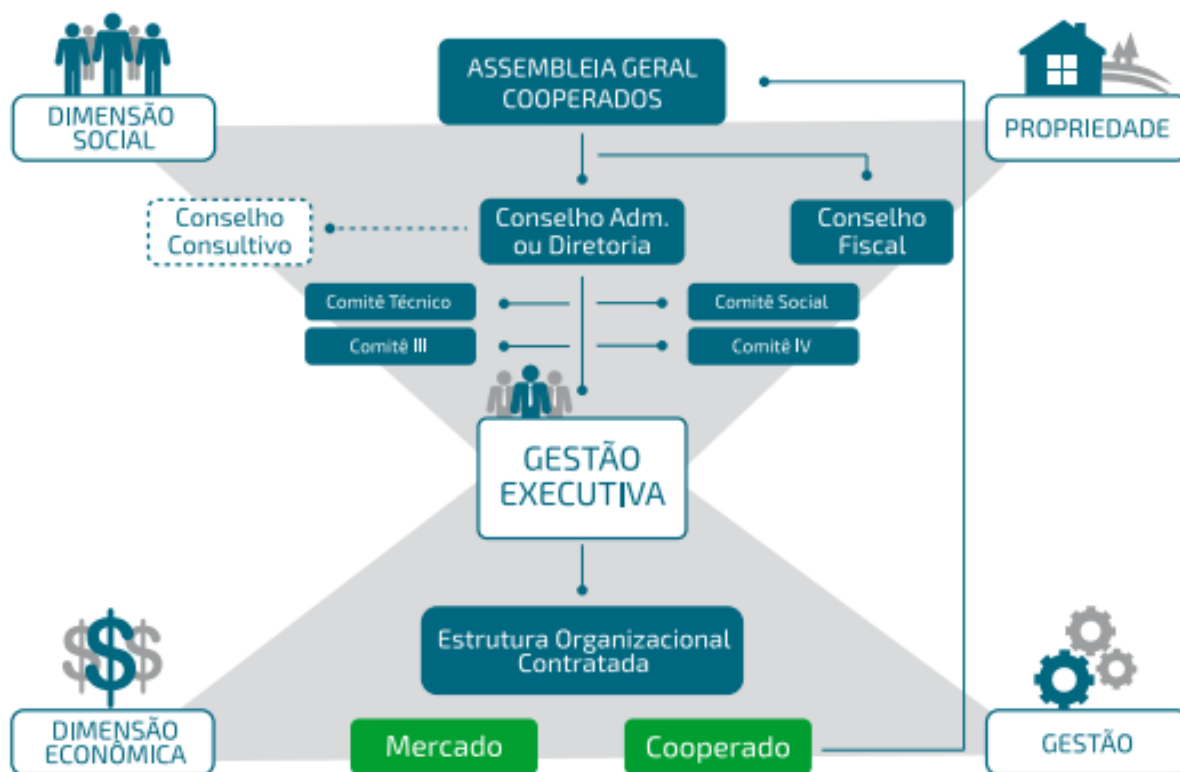 ASSEMBLEIA GERAL
COOPERADOS
DIMENSÃO
SOCIAL
PROPRIEDADE
Conselho
Consultivo
Conselho Adm.
ou Diretoria
Conselho
Fiscal
Comitê Técnico
Comitê Social
Comitê III
Comitê IV
GESTÃO
EXECUTIVA
Estrutura Organizacional
Contratada
DIMENSÃO
ECONÔMICA
Mercado
Cooperado
GESTÃO